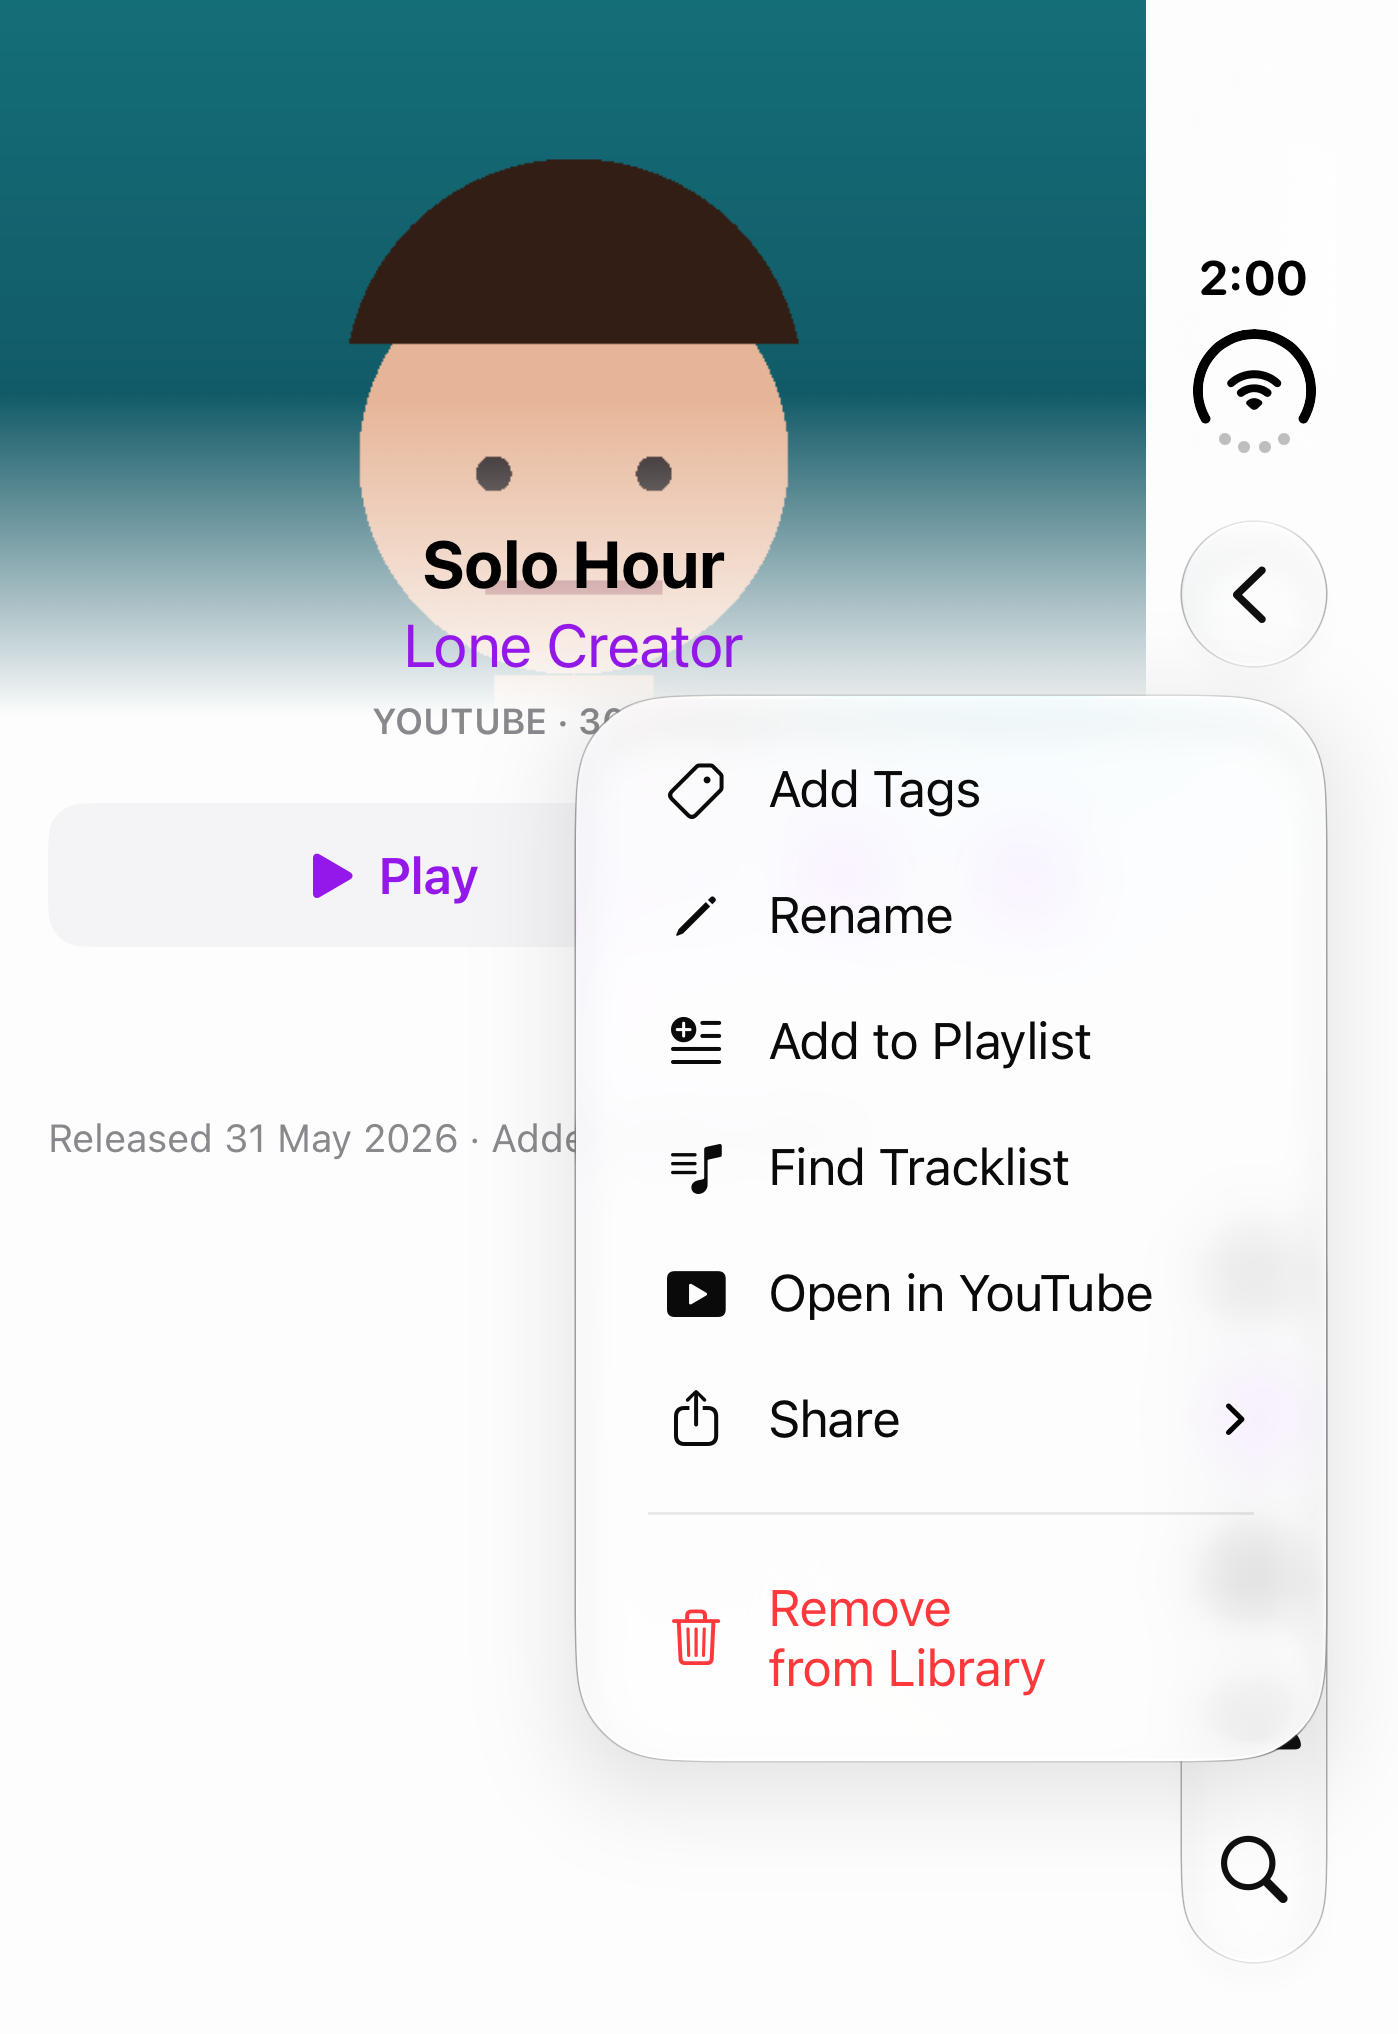 2:00
Solo Hour
Lone Creator
YOUTUBE · 30
Play
Released 31 May 2026 ·
Add Tags
Rename
Add to Playlist
Find Tracklist
Open in YouTube
Share
Remove
from Library